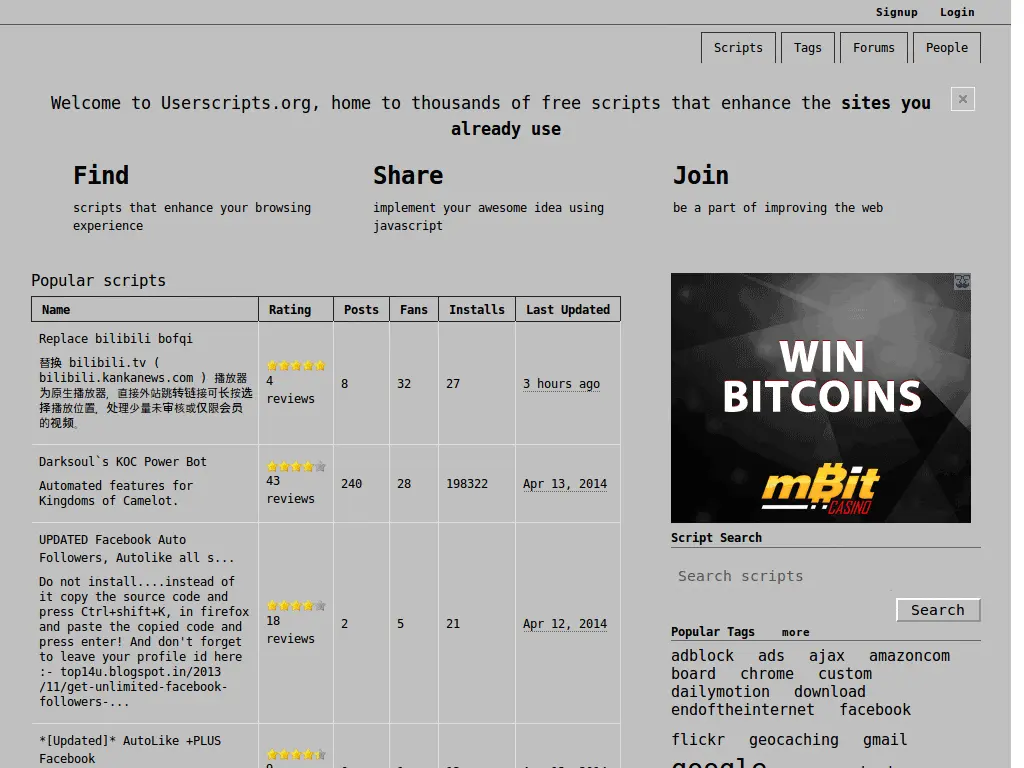 Signup Login
Scripts Tags Forums People
Welcome to Userscripts.org, home to thousands of free scripts that enhance the sites you
already use
Find
scripts that enhance your browsing
experience
Share
implement your awesome idea using
javascript
Join
be a part of improving the web
Popular scripts
Name Rating Posts Fans Installs Last Updated
Replace bilibili bofqi
替换 bilibili.tv (
bilibili.kankanews.com ) 播放器
为原生播放器, 直接外站跳转链接可长按选
择播放位置, 处理少量未审核或仅限会员
的视频。
4
reviews
8
32
27
3 hours ago
Darksoul`s KOC Power Bot
Automated features for
Kingdoms of Camelot.
43
reviews
240
28
198322
Apr 13, 2014
UPDATED Facebook Auto
Followers, Autolike all s...
Do not install....instead of
it copy the source code and
press Ctrl+shift+K, in firefox
and paste the copied code and
press enter! And don't forget
to leave your profile id here
:- top14u.blogspot.in/2013
/11/get-unlimited-facebook-
followers-...
18
reviews
2
5
21
Apr 12, 2014
*[Updated]* AutoLike +PLUS
Facebook
WIN
BITCOINS
mBit
CASINO
Script Search
Search scripts
Search
Popular Tags more
adblock ads ajax amazoncom
board chrome custom
dailymotion download
endoftheinternet facebook
flickr geocaching gmail
google